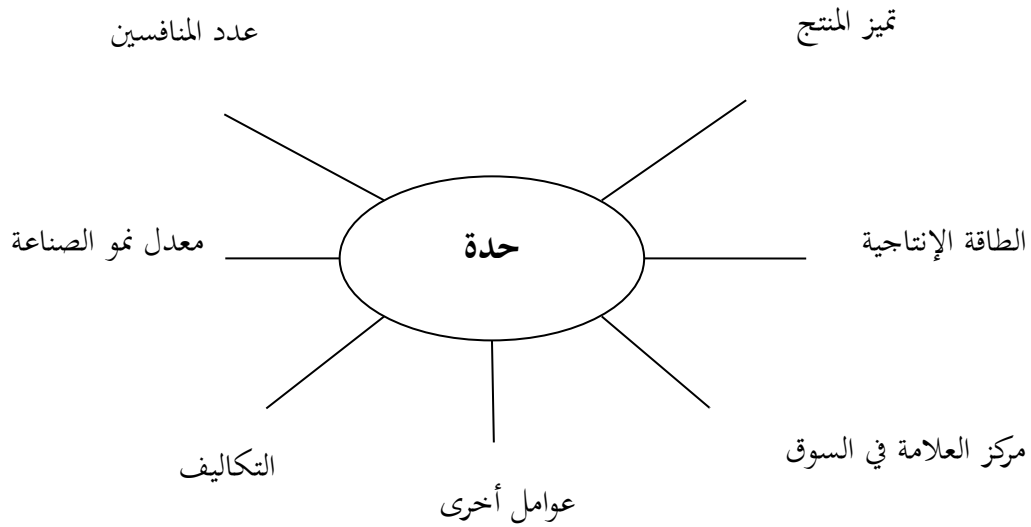 تميز المنتج
عدد المنافسين
الطاقة الإنتاجية
حدة
معدل نمو الصناعة
مركز العلامة في السوق
التكاليف
عوامل أخرى